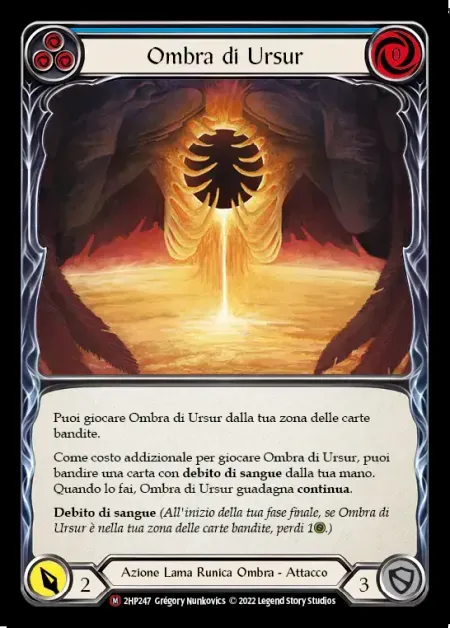 0
Ombra di Ursur
Puoi giocare Ombra di Ursur dalla tua zona delle carte
bandite.
Come costo addizionale per giocare Ombra di Ursur, puoi
bandire una carta con debito di sangue dalla tua mano.
Quando lo fai, Ombra di Ursur guadagna continua.
Debito di sangue (All'inizio della tua fase finale, se Ombra di
Ursur è nella tua zona delle carte bandite, perdi 1.)
2
Azione Lama Runica Ombra - Attacco
3
M 2HP247 Grégory Nunkovics © 2022 Legend Story Studios